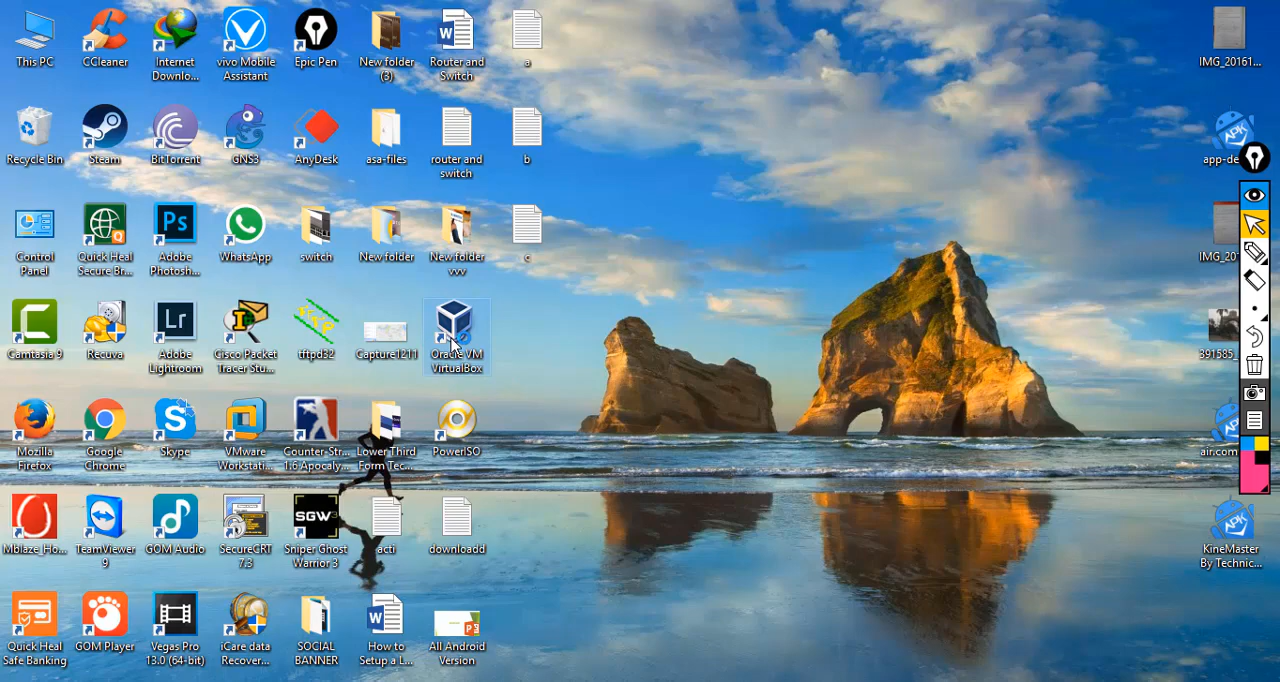 This PC
CCleaner
Internet
Downlo...
vivo Mobile
Assistant
Epic Pen
New folder
(3)
Router and
Switch
a
IMG_20161...
Recycle Bin
Steam
BitTorrent
GNS3
AnyDesk
asa-files
router and
switch
b
app-de
Control
Panel
Quick Heal
Secure Br...
Ps
Adobe
Photosh...
WhatsApp
switch
New folder
New folder
vvv
c
IMG_201
Camtasia 9
Recuva
Lr
Adobe
Lightroom
Cisco Packet
Tracer Stu...
tftpd32
Capture1211
Oracle VM
VirtualBox
391585_
Mozilla
Firefox
Google
Chrome
Skype
VMware
Workstati...
Counter-Str...
1.6 Apocaly...
Lower Third
Form Tec...
PowerISO
air.com
Mblaze_Ho...
TeamViewer
9
GOM Audio
SecureCRT
7.3
SGW3
Sniper Ghost
Warrior 3
acti
downloadd
KineMaster
By Technic...
Quick Heal
Safe Banking
GOM Player
Vegas Pro
13.0 (64-bit)
iCare data
Recover...
SOCIAL
BANNER
How to
Setup a L...
All Android
Version